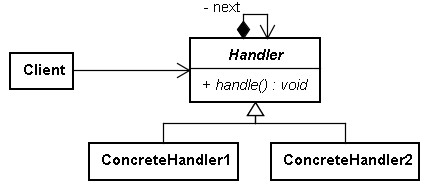 - next
Handler
Client
+ handle() : void
ConcreteHandler1
ConcreteHandler2